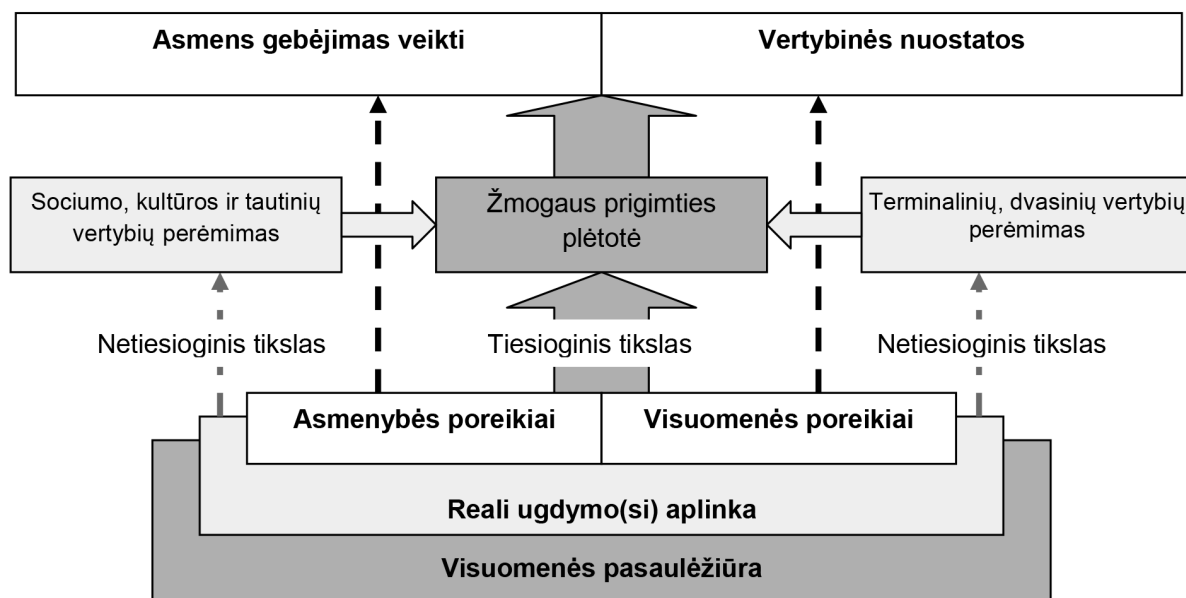 Asmens gebėjimas veikti
Vertybinės nuostatos
Sociumo, kultūros ir tautinių
vertybių perėmimas
Žmogaus prigimties
plėtotė
Terminalinių, dvasinių vertybių
perėmimas
Netiesioginis tikslas
Tiesioginis tikslas
Netiesioginis tikslas
Asmenybės poreikiai
Visuomenės poreikiai
Reali ugdymo(si) aplinka
Visuomenės pasaulėžiūra